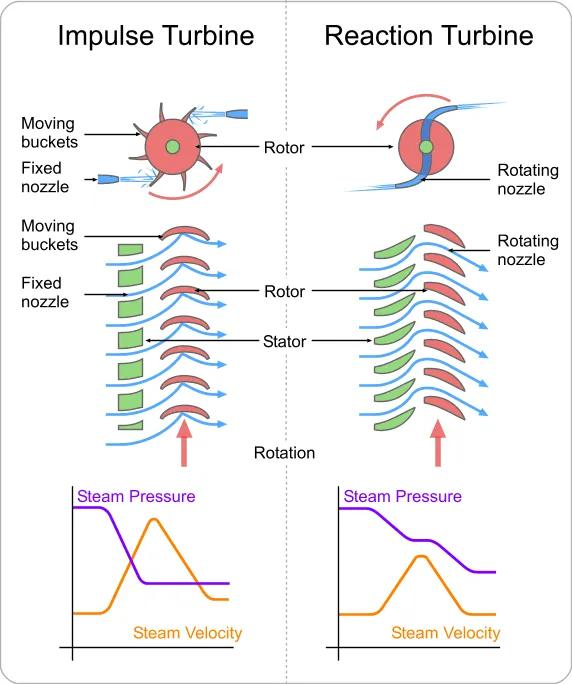 Impulse Turbine
Reaction Turbine
Moving
buckets
Fixed
nozzle
Rotor
Rotating
nozzle
Moving
buckets
Fixed
nozzle
Rotor
Stator
Rotating
nozzle
Rotation
Steam Pressure
Steam Velocity
Steam Pressure
Steam Velocity